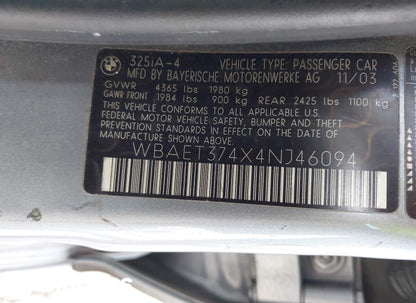 325iA-4 VEHICLE TYPE: PASSENGER CAR
MFD BY BAYERISCHE MOTORENWERKE AG 11/03
GVWR 4365 lbs 1980 kg
GAWR FRONT 1984 lbs 900 kg REAR 2425 lbs 1100 kg
THIS VEHICLE CONFORMS TO ALL APPLICABLE U.S.
FEDERAL MOTOR VEHICLE SAFETY, BUMPER AND THEFT
PREVENTION STANDARDS IN EFFECT ON THE DATE OF
MANUFACTURE SHOWN ABOVE.
WBAET374X4NJ46094